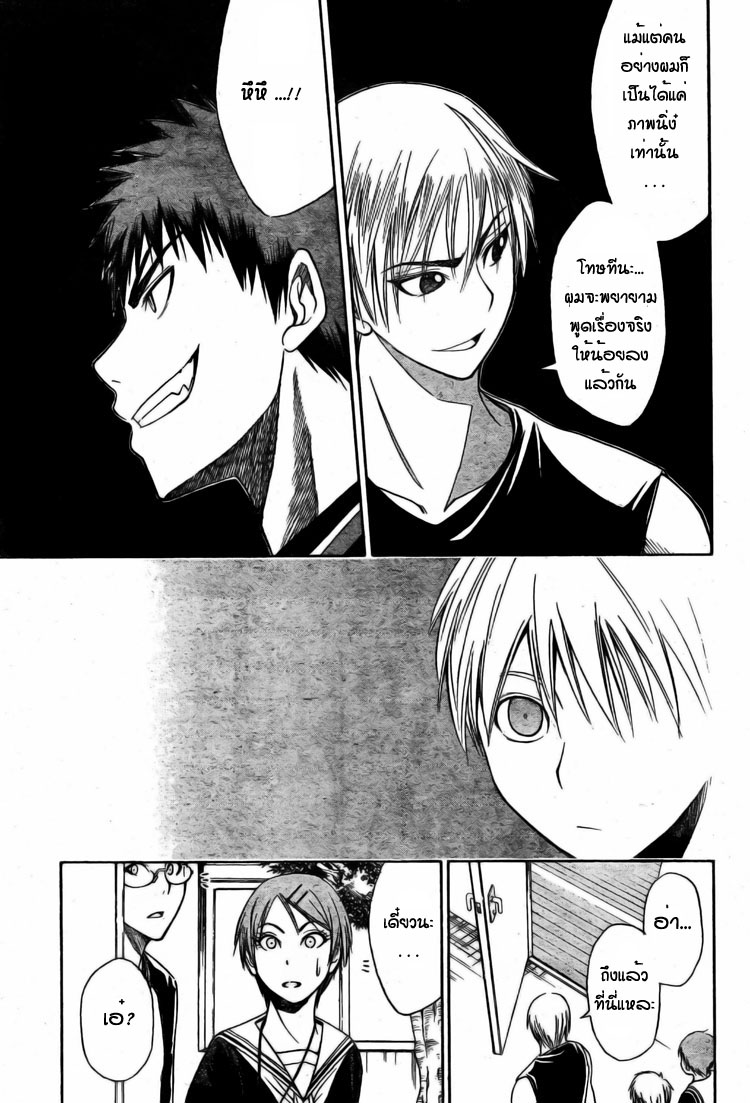 แม้แต่คน
อย่างผมก็
เป็นได้แค่
ภาพนิ่งๆ
เท่านั้น
...
โทษทีนะ...
ผมจะพยายาม
พูดเรื่องจริง
ให้น้อยลง
แล้วกัน
หึหึ ...!!
อ่า...
ถึงแล้ว
ที่นี่แหละ
เดี๋ยวนะ
...
เอ๋?